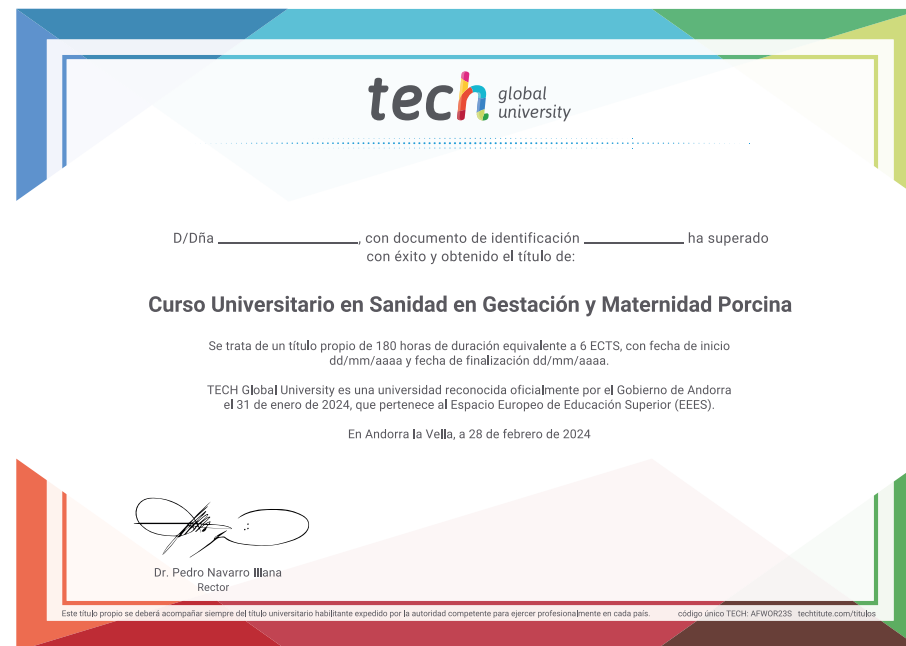 tech global university
D/Dña ____________________, con documento de identificación ______________ ha superado
con éxito y obtenido el título de:
Curso Universitario en Sanidad en Gestación y Maternidad Porcina
Se trata de un título propio de 180 horas de duración equivalente a 6 ECTS, con fecha de inicio
dd/mm/aaaa y fecha de finalización dd/mm/aaaa.
TECH Global University es una universidad reconocida oficialmente por el Gobierno de Andorra
el 31 de enero de 2024, que pertenece al Espacio Europeo de Educación Superior (EEES).
En Andorra la Vella, a 28 de febrero de 2024
Dr. Pedro Navarro Illana
Rector
Este título propio se deberá acompañar siempre del título universitario habilitante expedido por la autoridad competente para ejercer profesionalmente en cada país. código único TECH: AFWOR23S techtitute.com/titulos